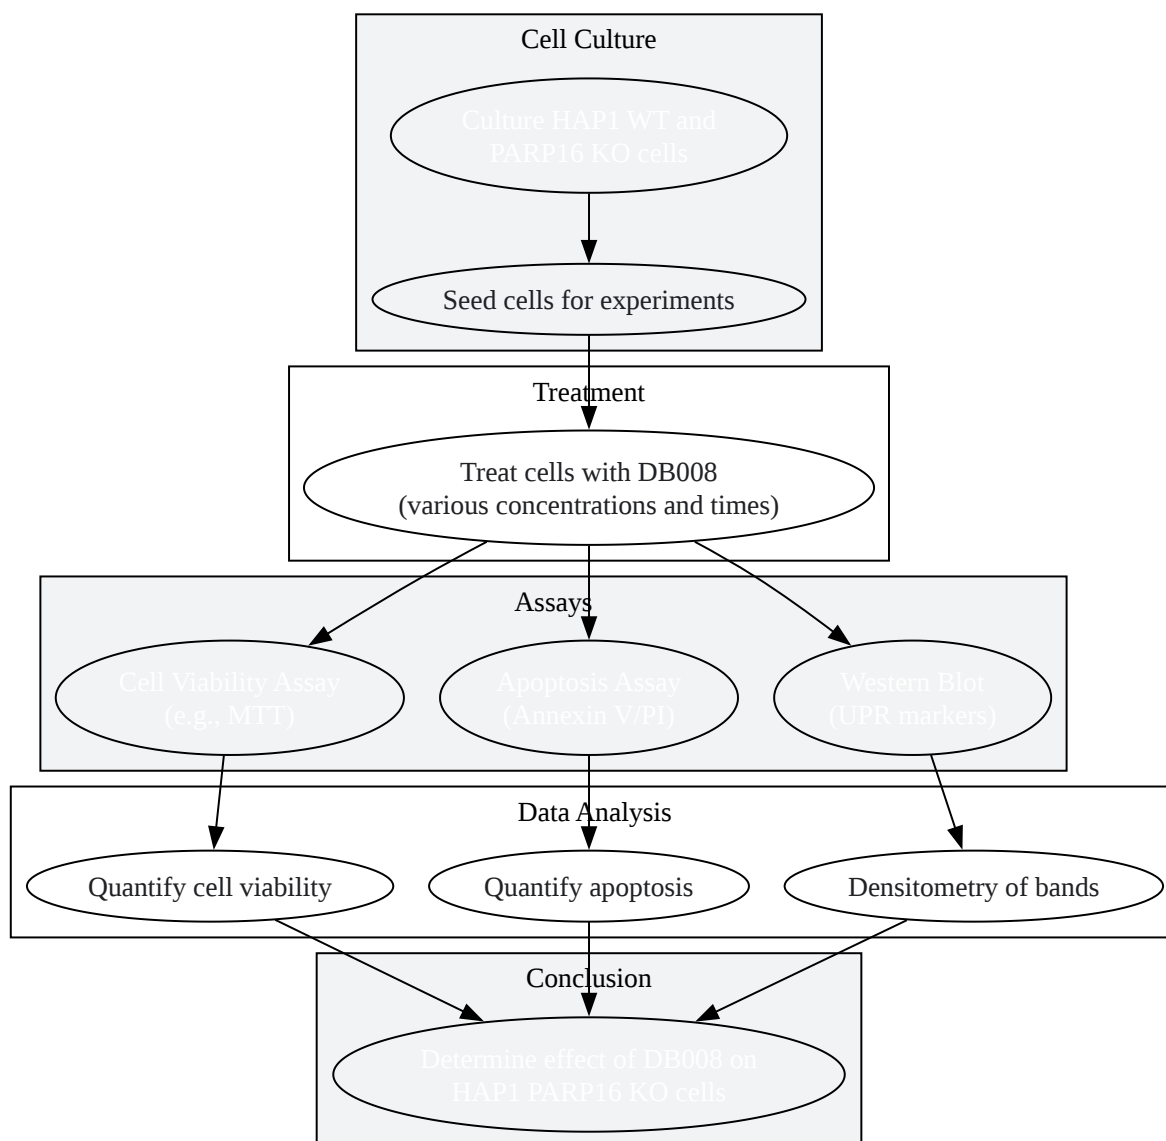 Cell Culture
Culture HAP1 WT and
PARP16 KO cells
Seed cells for experiments
Treatment
Treat cells with DB008
(various concentrations and times)
Assays
Cell Viability Assay
(e.g., MTT)
Apoptosis Assay
(Annexin V/PI)
Western Blot
(UPR markers)
Data Analysis
Quantify cell viability
Quantify apoptosis
Densitometry of bands
Conclusion
Determine effect of DB008 on
HAP1 PARP16 KO cells